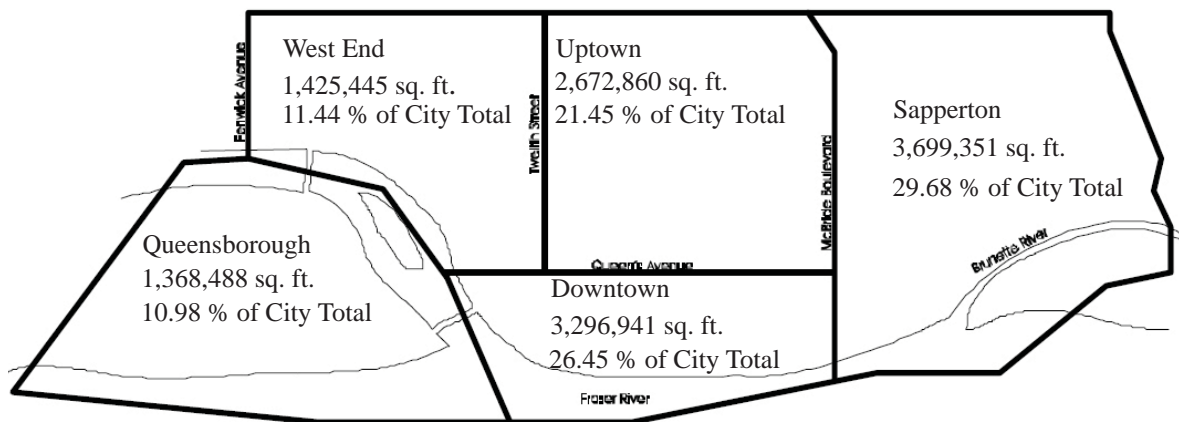 West End
1,425,445 sq. ft.
11.44 % of City Total
Uptown
2,672,860 sq. ft.
21.45 % of City Total
Sapperton
3,699,351 sq. ft.
29.68 % of City Total
Queensborough
1,368,488 sq. ft.
10.98 % of City Total
Downtown
3,296,941 sq. ft.
26.45 % of City Total
Fenwick Avenue
Twelfth Street
McBride Boulevard
Queen's Avenue
Brunette River
Fraser River